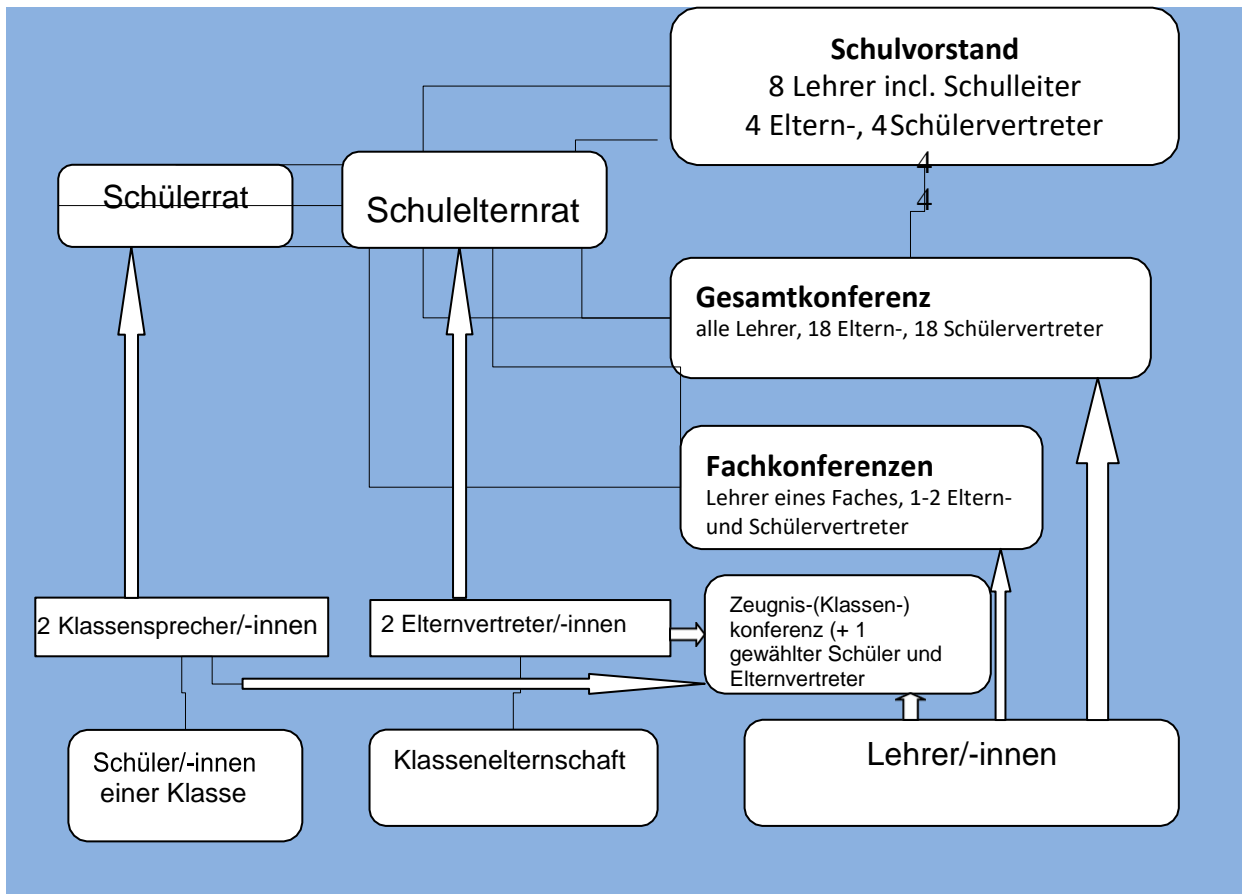 Schulvorstand
8 Lehrer incl. Schulleiter
4 Eltern-, 4Schülervertreter
4
4
Schülerrat
Schulelternrat
Gesamtkonferenz
alle Lehrer, 18 Eltern-, 18 Schülervertreter
Fachkonferenzen
Lehrer eines Faches, 1-2 Eltern-
und Schülervertreter
2 Klassensprecher/-innen
2 Elternvertreter/-innen
Zeugnis-(Klassen-)
konferenz (+ 1
gewählter Schüler und
Elternvertreter
Schüler/-innen
einer Klasse
Klassenelternschaft
Lehrer/-innen